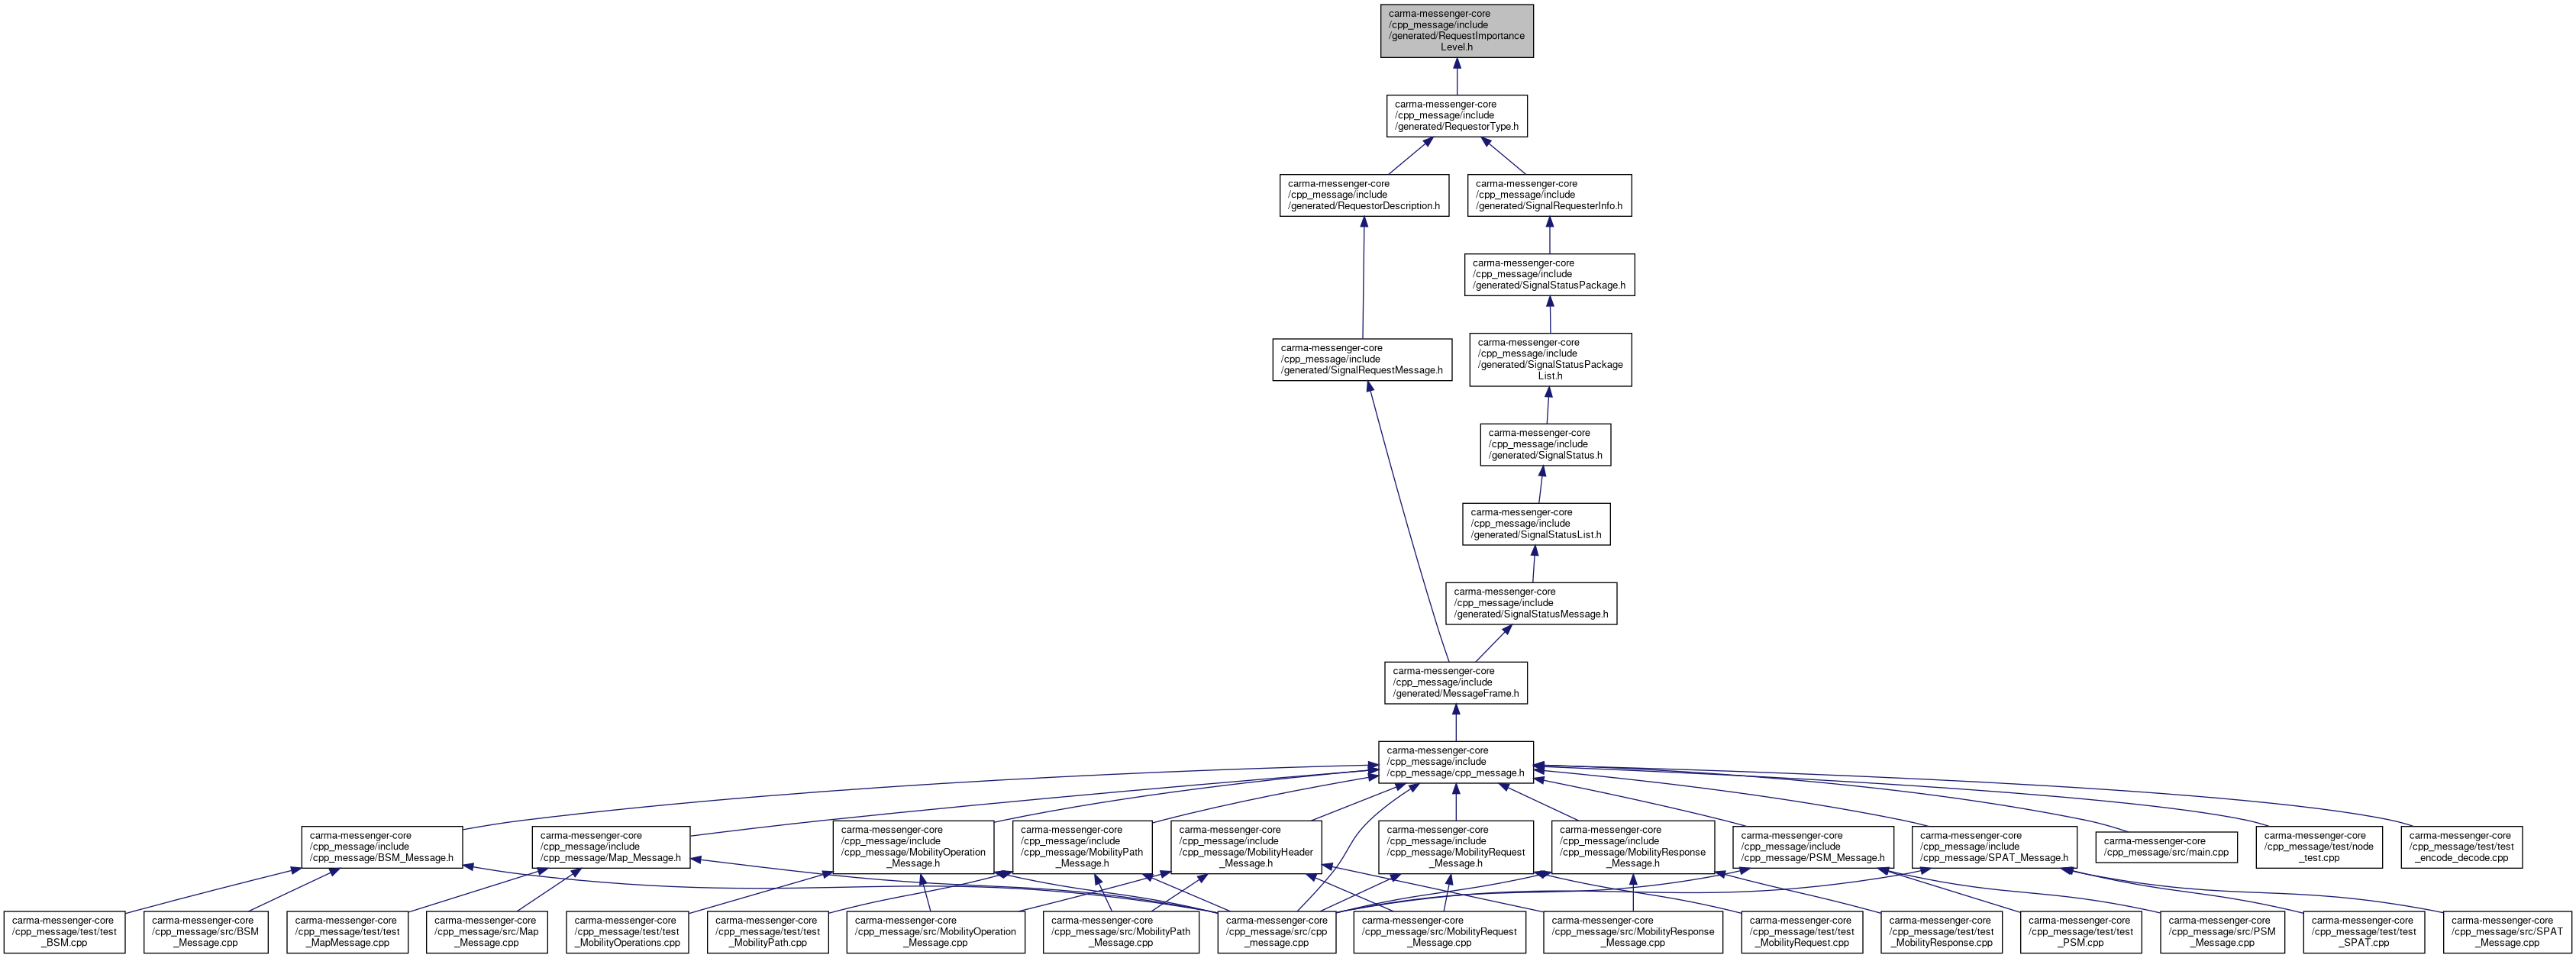 carma-messenger-core
/cpp_message/include
/generated/RequestImportance
Level.h
carma-messenger-core
/cpp_message/include
/generated/RequestorType.h
carma-messenger-core
/cpp_message/include
/generated/RequestorDescription.h
carma-messenger-core
/cpp_message/include
/generated/SignalRequesterInfo.h
carma-messenger-core
/cpp_message/include
/generated/SignalStatusPackage.h
carma-messenger-core
/cpp_message/include
/generated/SignalRequestMessage.h
carma-messenger-core
/cpp_message/include
/generated/SignalStatusPackage
List.h
carma-messenger-core
/cpp_message/include
/generated/SignalStatus.h
carma-messenger-core
/cpp_message/include
/generated/SignalStatusList.h
carma-messenger-core
/cpp_message/include
/generated/SignalStatusMessage.h
carma-messenger-core
/cpp_message/include
/generated/MessageFrame.h
carma-messenger-core
/cpp_message/include
/cpp_message/cpp_message.h
carma-messenger-core
/cpp_message/include
/cpp_message/BSM_Message.h
carma-messenger-core
/cpp_message/include
/cpp_message/Map_Message.h
carma-messenger-core
/cpp_message/include
/cpp_message/MobilityOperation
_Message.h
carma-messenger-core
/cpp_message/include
/cpp_message/MobilityPath
_Message.h
carma-messenger-core
/cpp_message/include
/cpp_message/MobilityHeader
_Message.h
carma-messenger-core
/cpp_message/include
/cpp_message/MobilityRequest
_Message.h
carma-messenger-core
/cpp_message/include
/cpp_message/MobilityResponse
_Message.h
carma-messenger-core
/cpp_message/include
/cpp_message/PSM_Message.h
carma-messenger-core
/cpp_message/include
/cpp_message/SPAT_Message.h
carma-messenger-core
/cpp_message/src/main.cpp
carma-messenger-core
/cpp_message/test/node
_test.cpp
carma-messenger-core
/cpp_message/test/test
_encode_decode.cpp
carma-messenger-core
/cpp_message/test/test
_BSM.cpp
carma-messenger-core
/cpp_message/src/BSM
_Message.cpp
carma-messenger-core
/cpp_message/test/test
_MapMessage.cpp
carma-messenger-core
/cpp_message/src/Map
_Message.cpp
carma-messenger-core
/cpp_message/test/test
_MobilityOperations.cpp
carma-messenger-core
/cpp_message/test/test
_MobilityPath.cpp
carma-messenger-core
/cpp_message/src/MobilityOperation
_Message.cpp
carma-messenger-core
/cpp_message/src/MobilityPath
_Message.cpp
carma-messenger-core
/cpp_message/src/cpp
_message.cpp
carma-messenger-core
/cpp_message/src/MobilityRequest
_Message.cpp
carma-messenger-core
/cpp_message/src/MobilityResponse
_Message.cpp
carma-messenger-core
/cpp_message/test/test
_MobilityRequest.cpp
carma-messenger-core
/cpp_message/test/test
_MobilityResponse.cpp
carma-messenger-core
/cpp_message/test/test
_PSM.cpp
carma-messenger-core
/cpp_message/src/PSM
_Message.cpp
carma-messenger-core
/cpp_message/test/test
_SPAT.cpp
carma-messenger-core
/cpp_message/src/SPAT
_Message.cpp